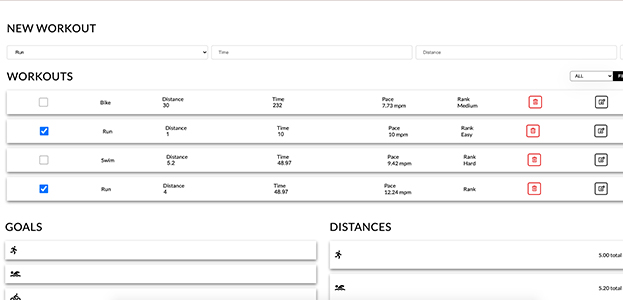 NEW WORKOUT
Run Time Distance
WORKOUTS
ALL
Bike Distance 30 Time 232 Pace 7.73 mpm Rank Medium
Run Distance 1 Time 10 Pace 10 mpm Rank Easy
Swim Distance 5.2 Time 48.97 Pace 9.42 mpm Rank Hard
Run Distance 4 Time 48.97 Pace 12.24 mpm Rank
GOALS
DISTANCES
5.00 total
5.20 total